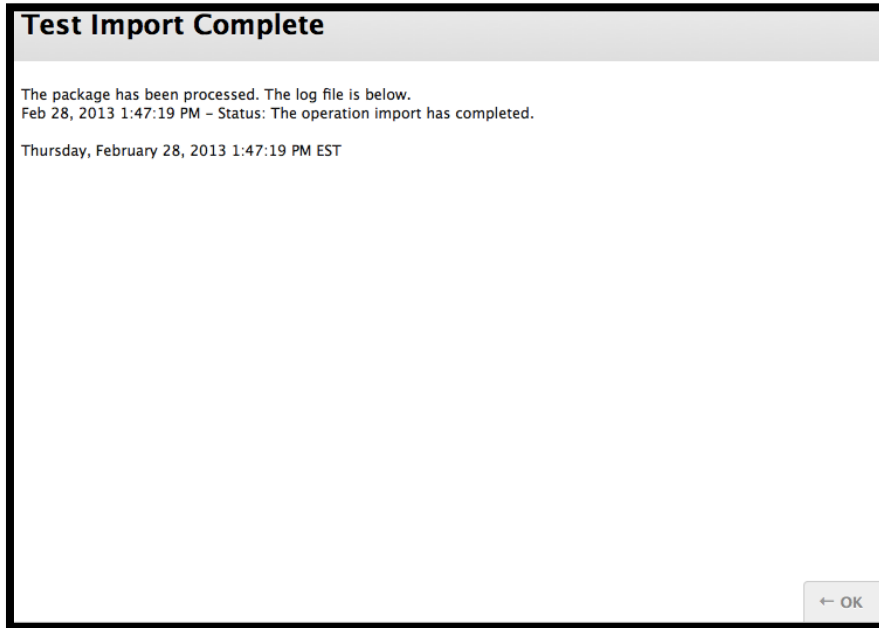 Test Import Complete
The package has been processed. The log file is below.
Feb 28, 2013 1:47:19 PM – Status: The operation import has completed.
Thursday, February 28, 2013 1:47:19 PM EST
← OK